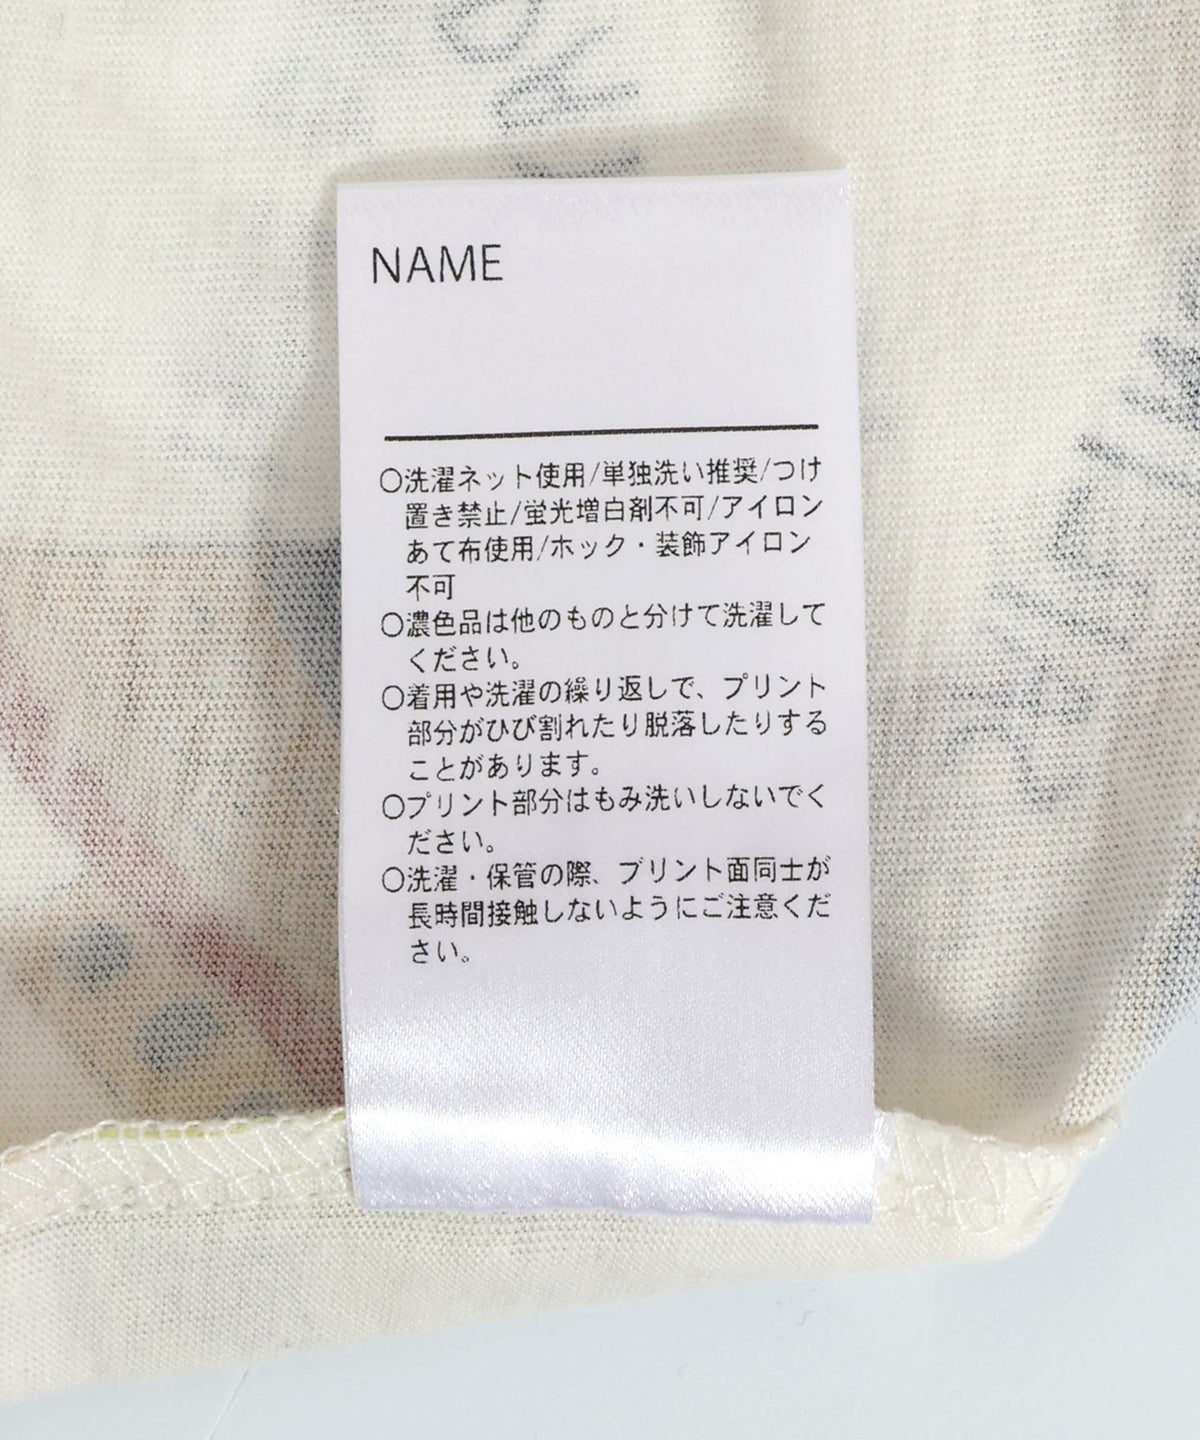 NAME
○洗濯ネット使用/単独洗い推奨/つけ
置き禁止/蛍光増白剤不可/アイロン
あて布使用/ホック・装飾アイロン
不可
○濃色品は他のものと分けて洗濯して
ください。
○着用や洗濯の繰り返しで、プリント
部分がひび割れたり脱落したりする
ことがあります。
○プリント部分はもみ洗いしないでく
ださい。
○洗濯・保管の際、プリント面同士が
長時間接触しないようにご注意くだ
さい。